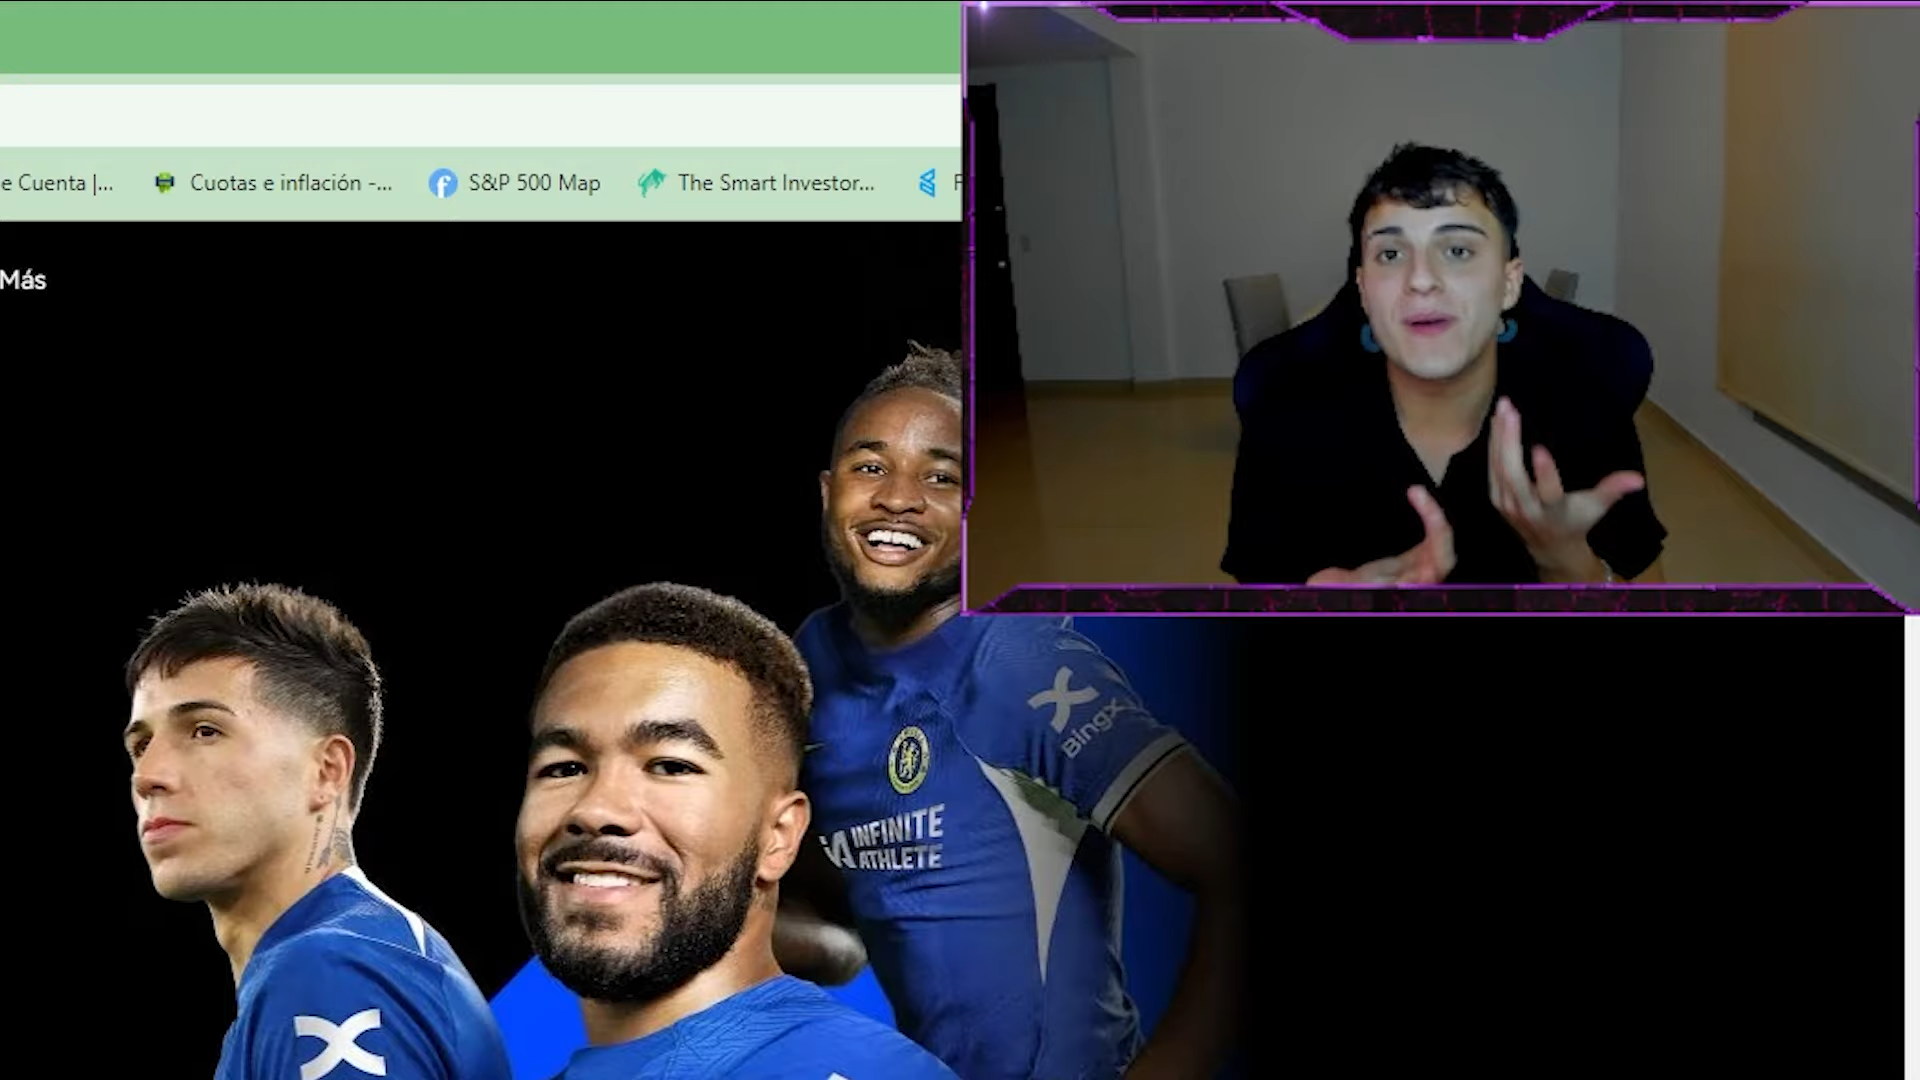 e Cuenta |...
Cuotas e inflación -...
S&P 500 Map
The Smart Investor...
F
Más
BingX
INFINITE
ATHLETE